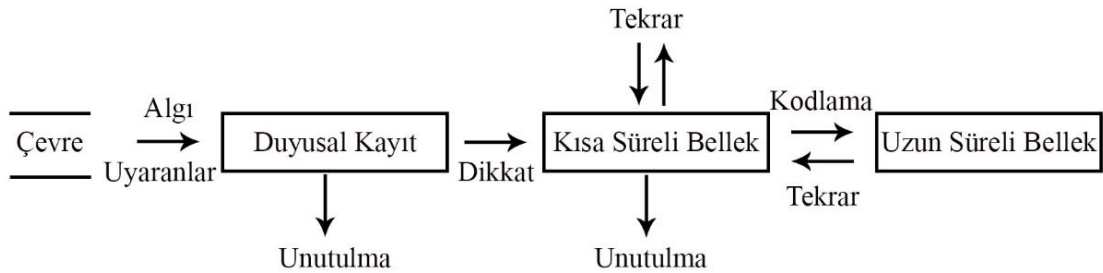 Tekrar
Algı
Kodlama
Çevre
Duyusal Kayıt
Kısa Süreli Bellek
Uzun Süreli Bellek
Uyaranlar
Dikkat
Tekrar
Unutulma
Unutulma